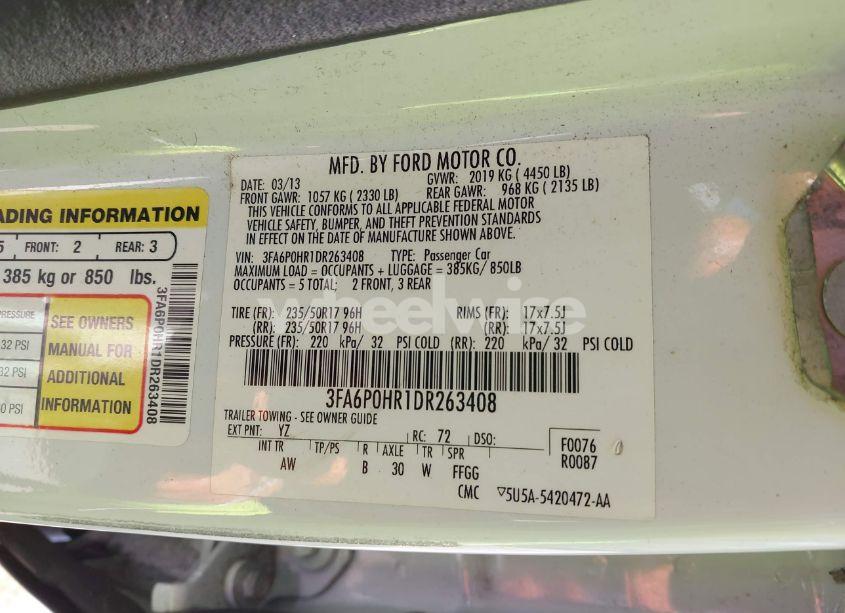 MFD. BY FORD MOTOR CO.
DATE: 03/13 GVWR: 2019 KG ( 4450 LB)
FRONT GAWR: 1057 KG ( 2330 LB) REAR GAWR: 968 KG ( 2135 LB)
THIS VEHICLE CONFORMS TO ALL APPLICABLE FEDERAL MOTOR
VEHICLE SAFETY, BUMPER, AND THEFT PREVENTION STANDARDS
IN EFFECT ON THE DATE OF MANUFACTURE SHOWN ABOVE.
VIN: 3FA6P0HR1DR263408 TYPE: Passenger Car
MAXIMUM LOAD = OCCUPANTS + LUGGAGE = 385KG/ 850LB
OCCUPANTS = 5 TOTAL: 2 FRONT, 3 REAR
TIRE (FR): 235/50R17 96H RIMS (FR): 17x7.5J
(RR): 235/50R17 96H (RR): 17x7.5J
PRESSURE (FR): 220 kPa/ 32 PSI COLD (RR): 220 kPa/ 32 PSI COLD
3FA6P0HR1DR263408
TRAILER TOWING - SEE OWNER GUIDE
EXT PNT: YZ RC: 72 DSO:
INT TR TP/PS R AXLE TR SPR
AW B 30 W FFGG
F0076
R0087
CMC ▽5U5A-5420472-AA
ADING INFORMATION
5 FRONT: 2 REAR: 3
385 kg or 850 lbs.
PRESSURE
32 PSI
32 PSI
0 PSI
SEE OWNERS
MANUAL FOR
ADDITIONAL
INFORMATION
3FA6P0HR1DR263408
wheelwire